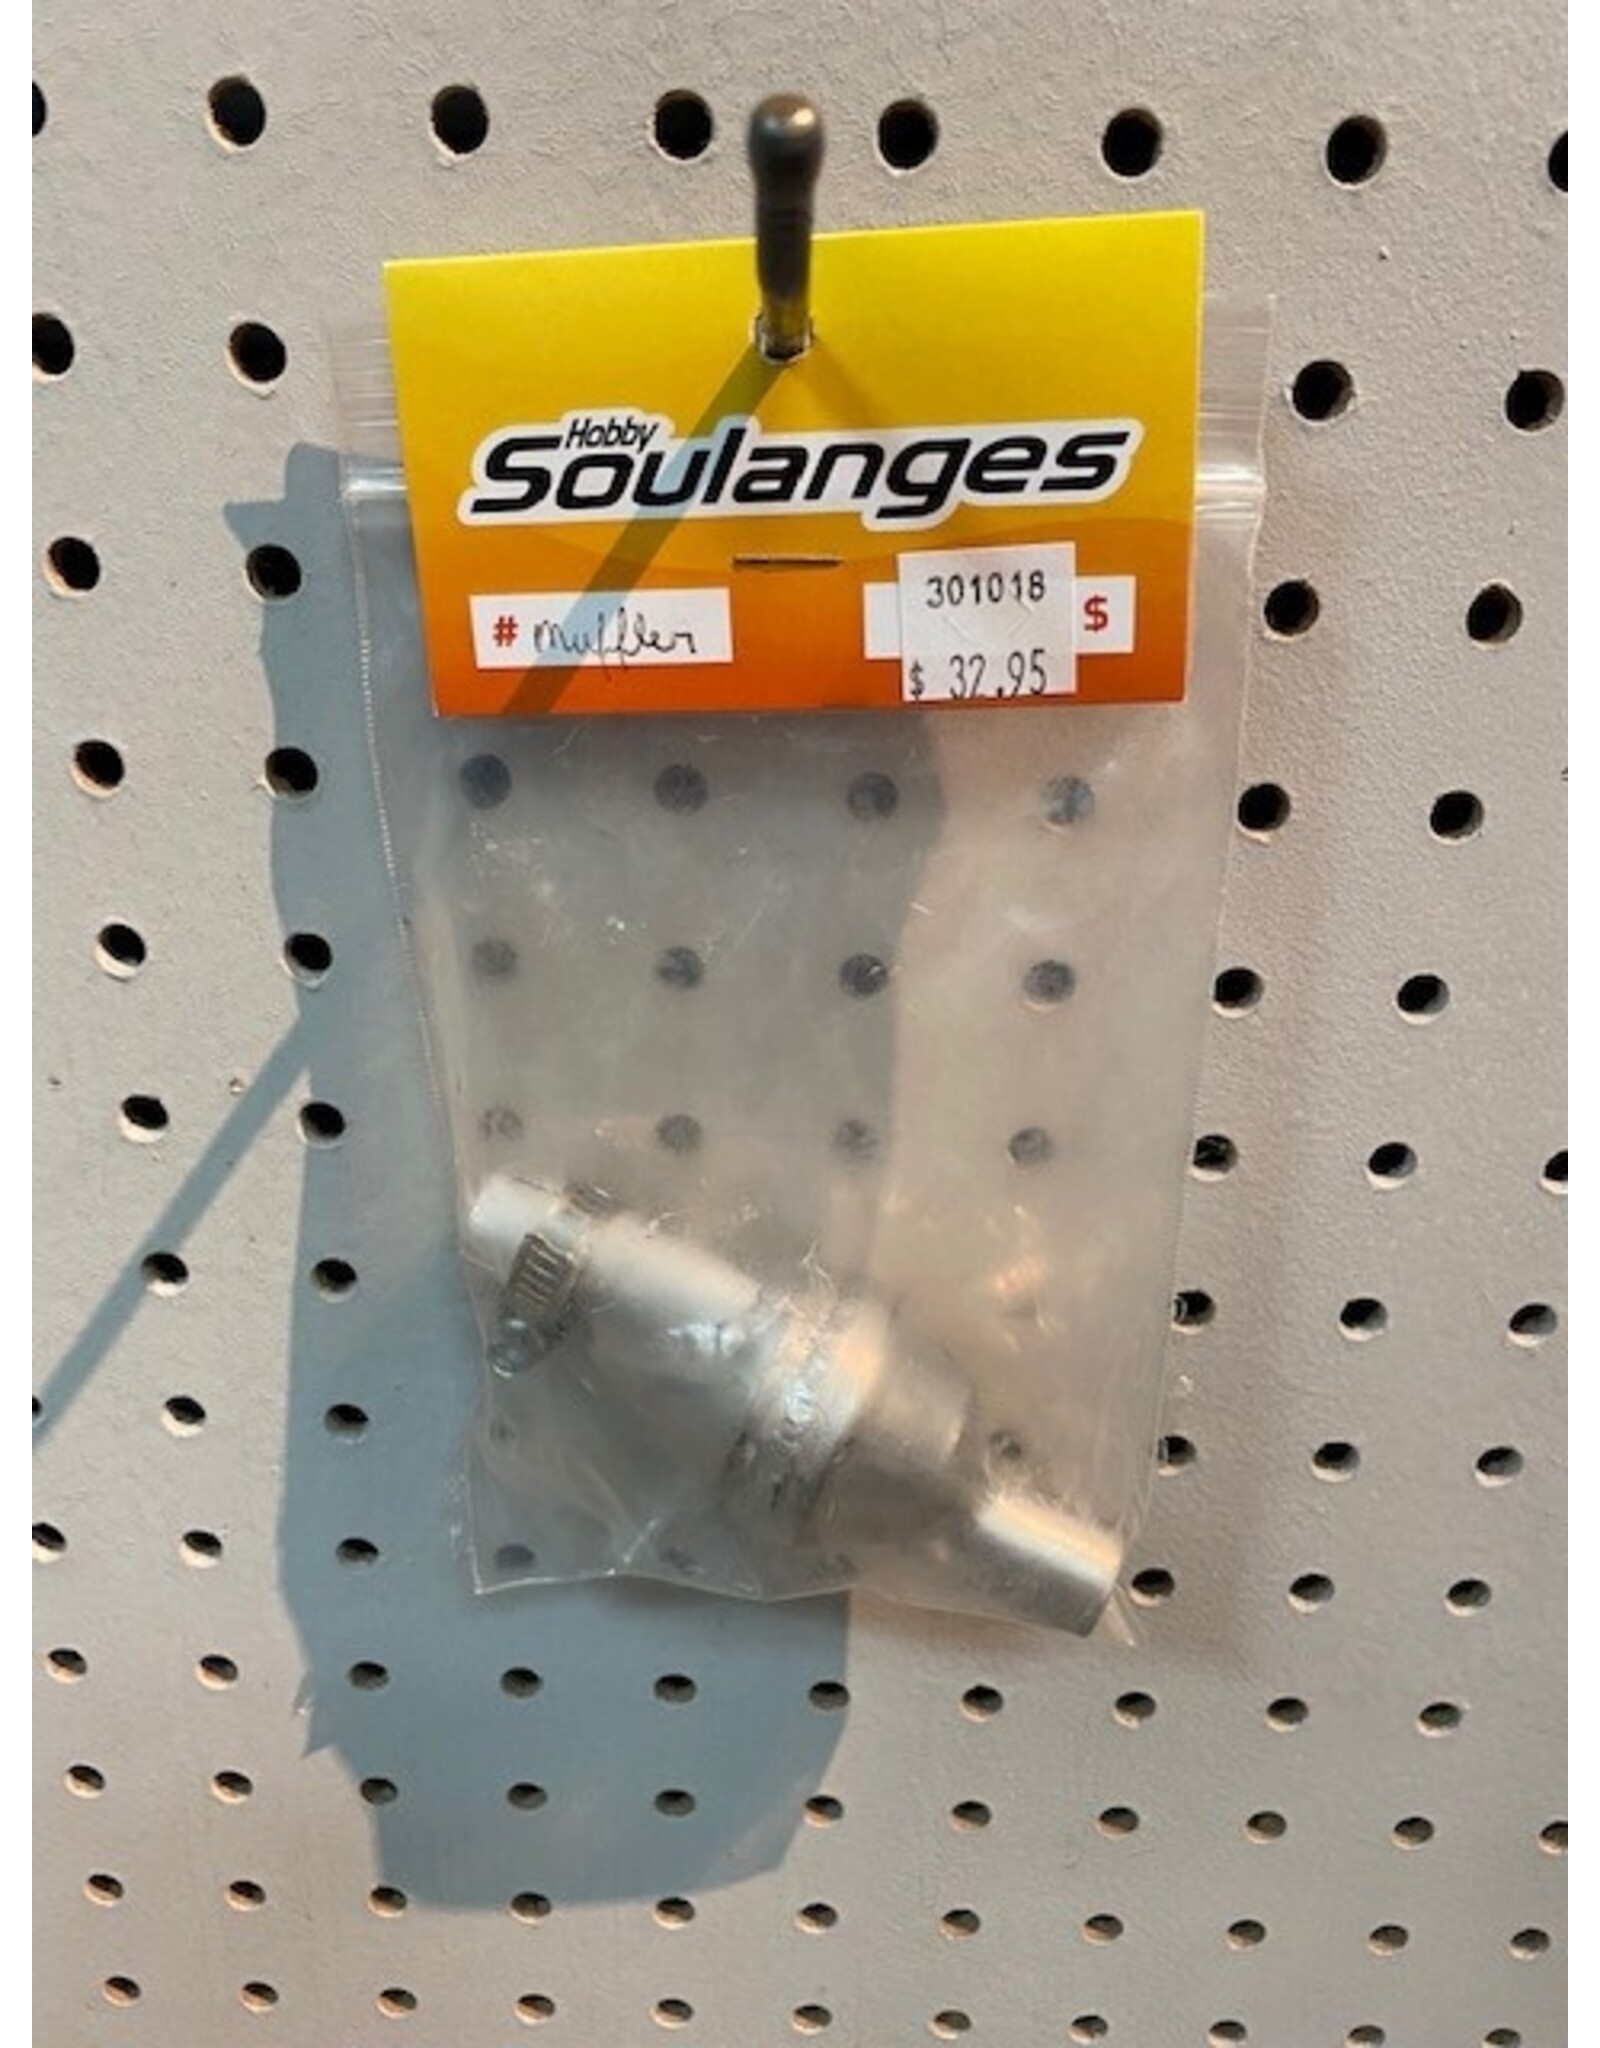 Hobby
Soulanges
# Muffler
301018
$
$ 32.95